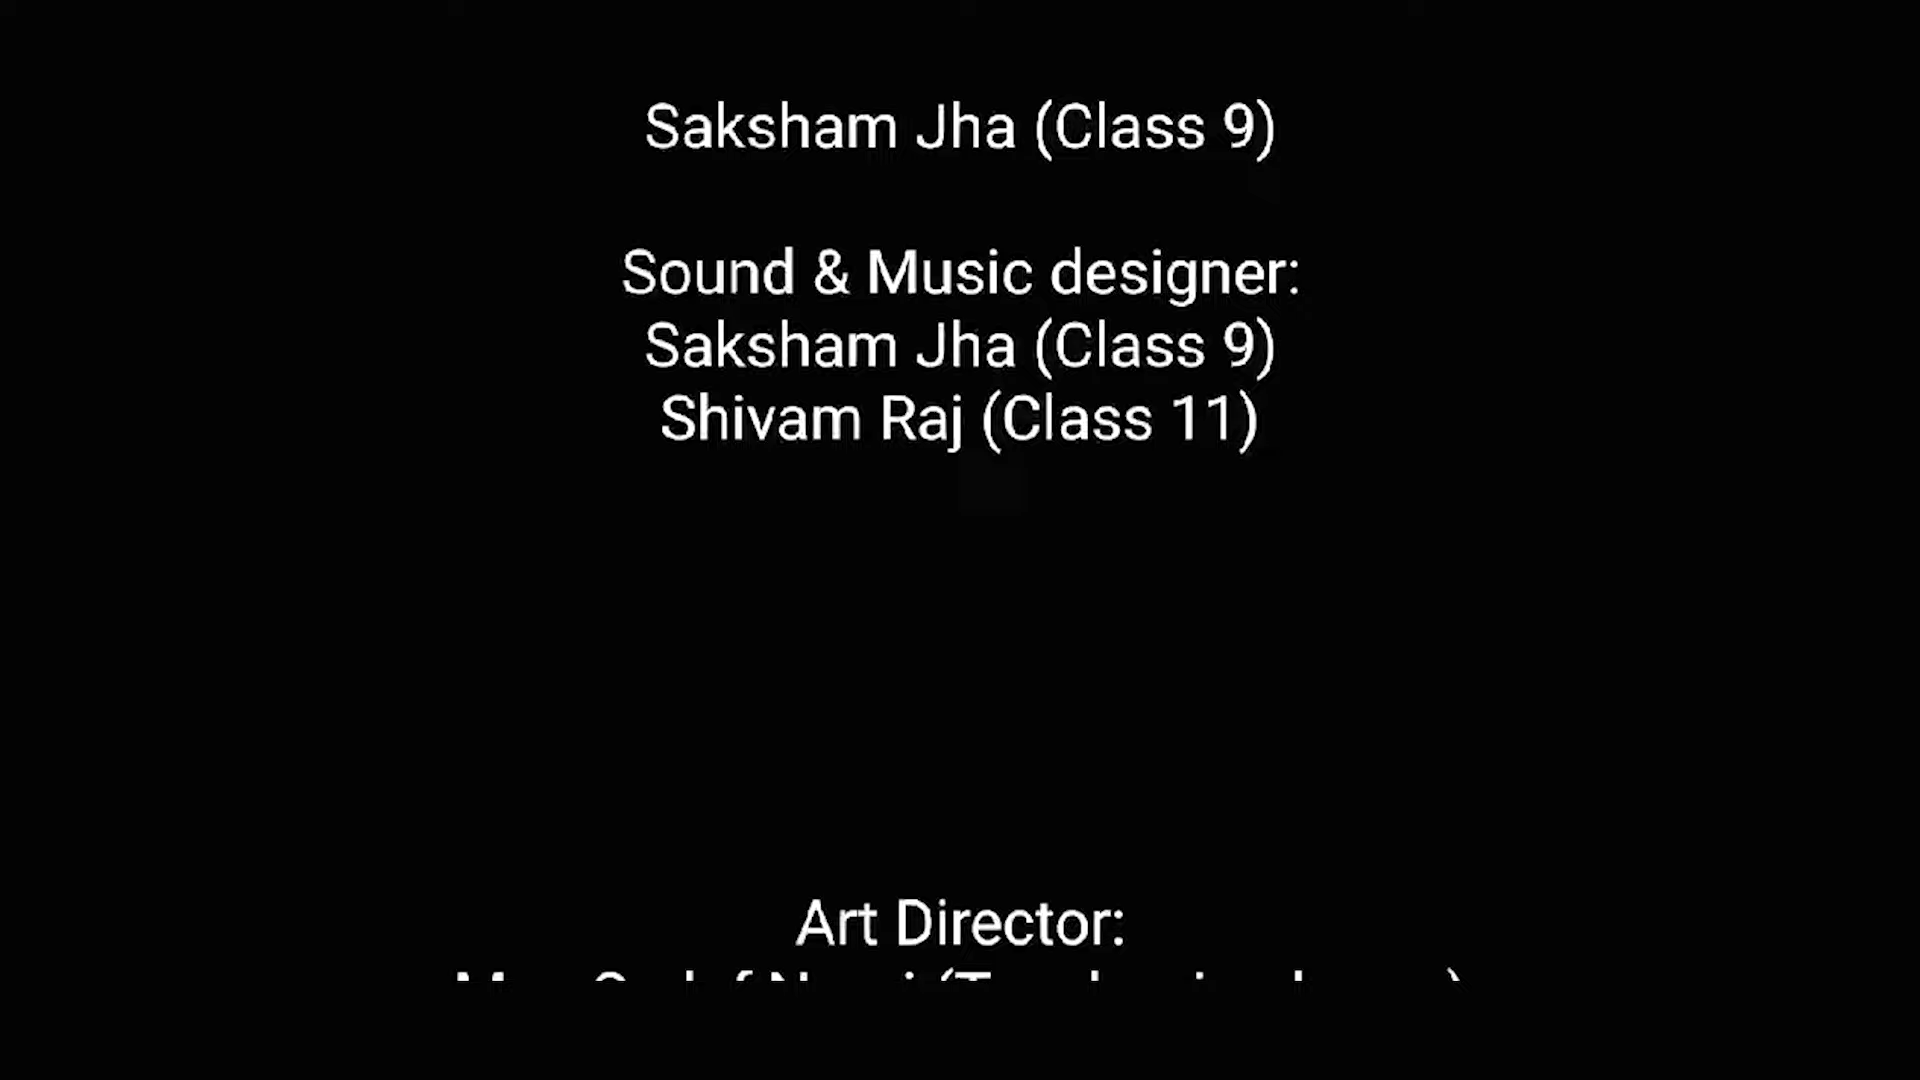 Saksham Jha (Class 9)
Sound & Music designer:
Saksham Jha (Class 9)
Shivam Raj (Class 11)
Art Director: